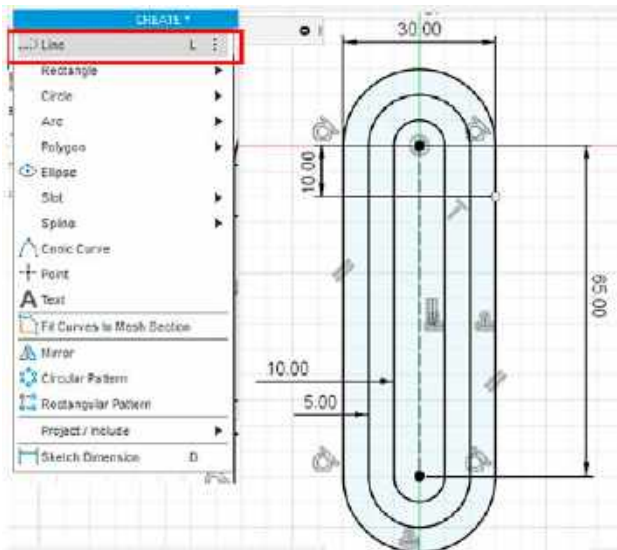 CREATE
Line L
Rectangle
Circle
Arc
Polygon
Ellipse
Slot
Spline
Conic Curve
Point
A Text
Fit Curves to Mesh Section
Mirror
Circular Pattern
Rectangular Pattern
Project / Include
Sketch Dimension D
30.00
10.00
65.00
10.00
5.00